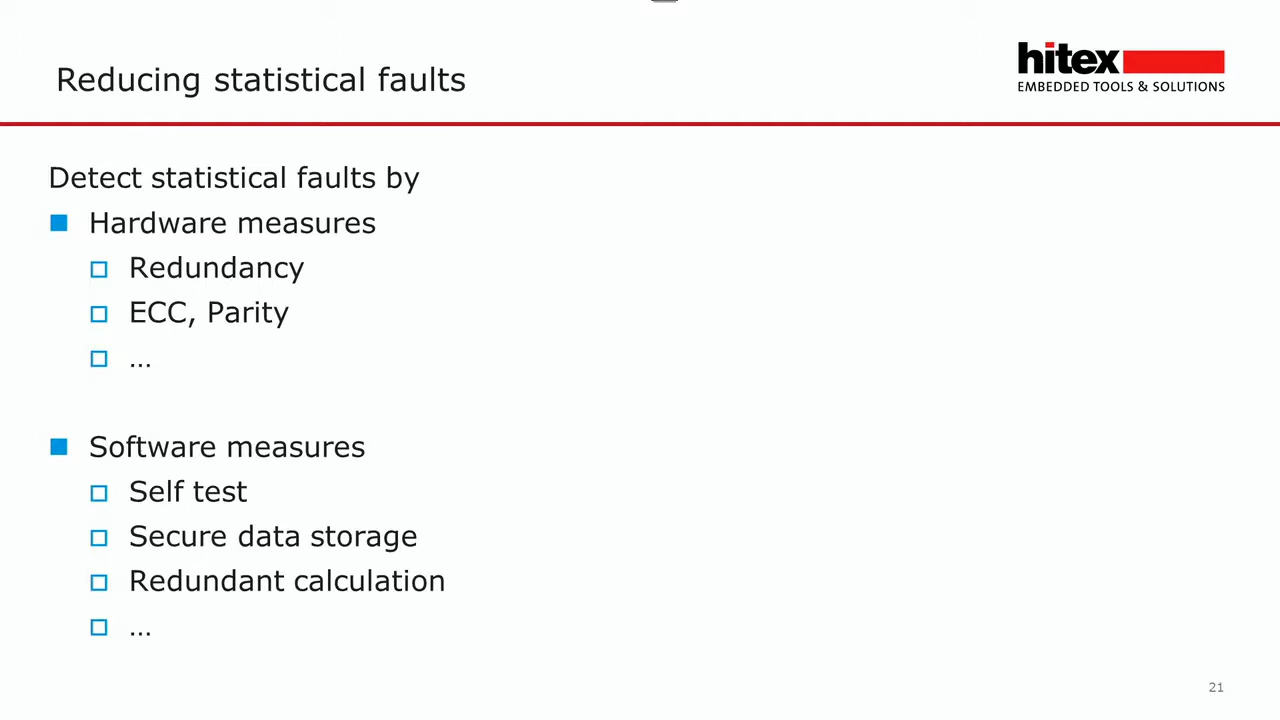 Reducing statistical faults
hitex
EMBEDDED TOOLS & SOLUTIONS
Detect statistical faults by
Hardware measures
Redundancy
ECC, Parity
…
Software measures
Self test
Secure data storage
Redundant calculation
…
21